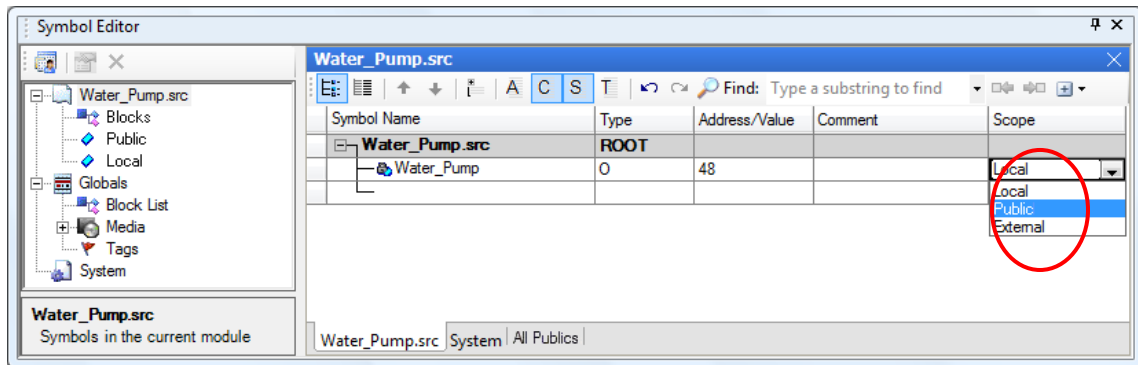 Symbol Editor
Water_Pump.src
Blocks
Public
Local
Globals
Block List
Media
Tags
System
Water_Pump.src
Symbols in the current module
Water_Pump.src
A C S T Find: Type a substring to find
Symbol Name Type Address/Value Comment Scope
Water_Pump.src ROOT
Water_Pump O 48 Local
Local
Public
External
Water_Pump.src System All Publics